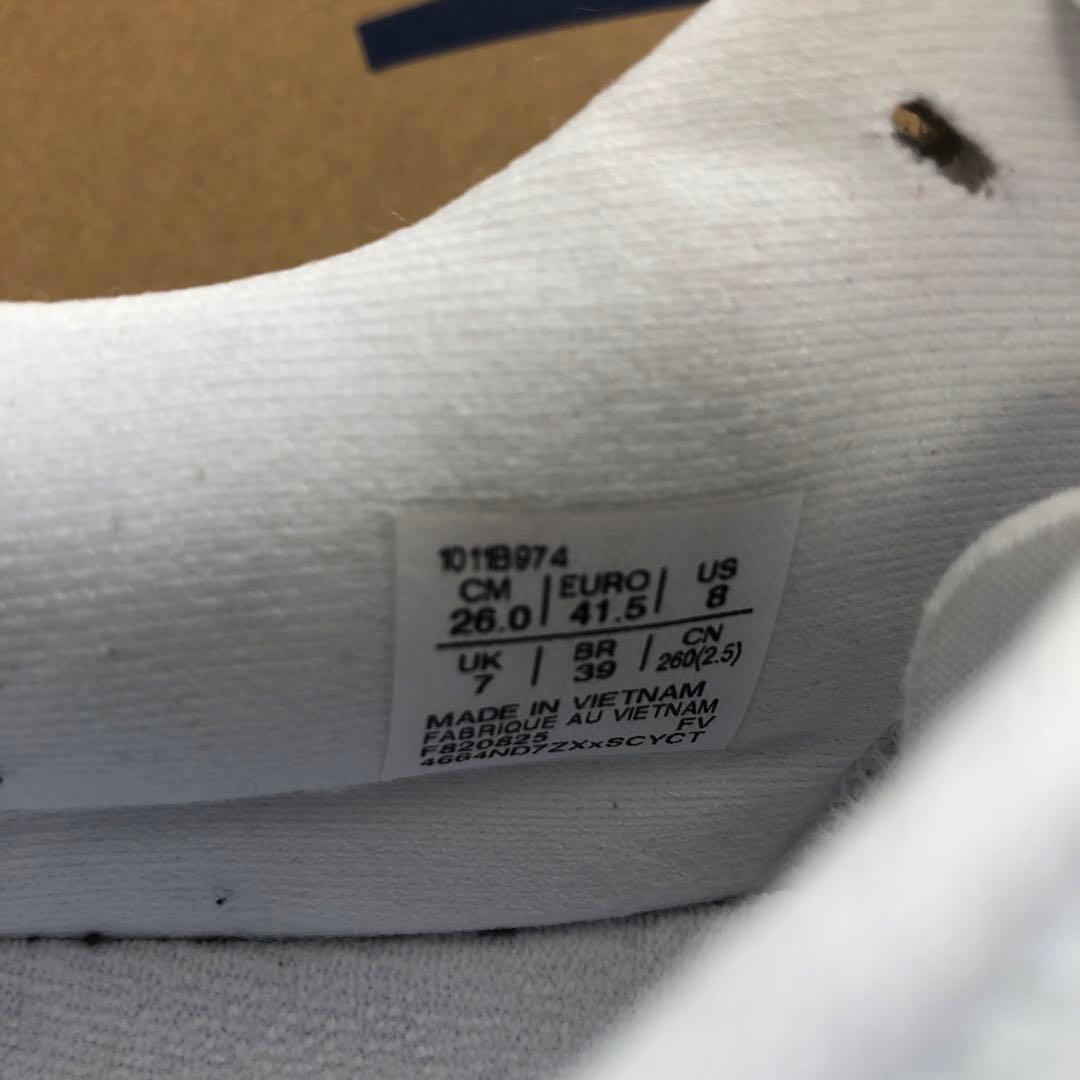 1011B974
CM | EURO | US
26.0 | 41.5 | 8
UK | BR | CN
7 | 39 | 260(2.5)
MADE IN VIETNAM
FABRIQUE AU VIETNAM
F820825 FV
4664ND7ZXxSCYCT